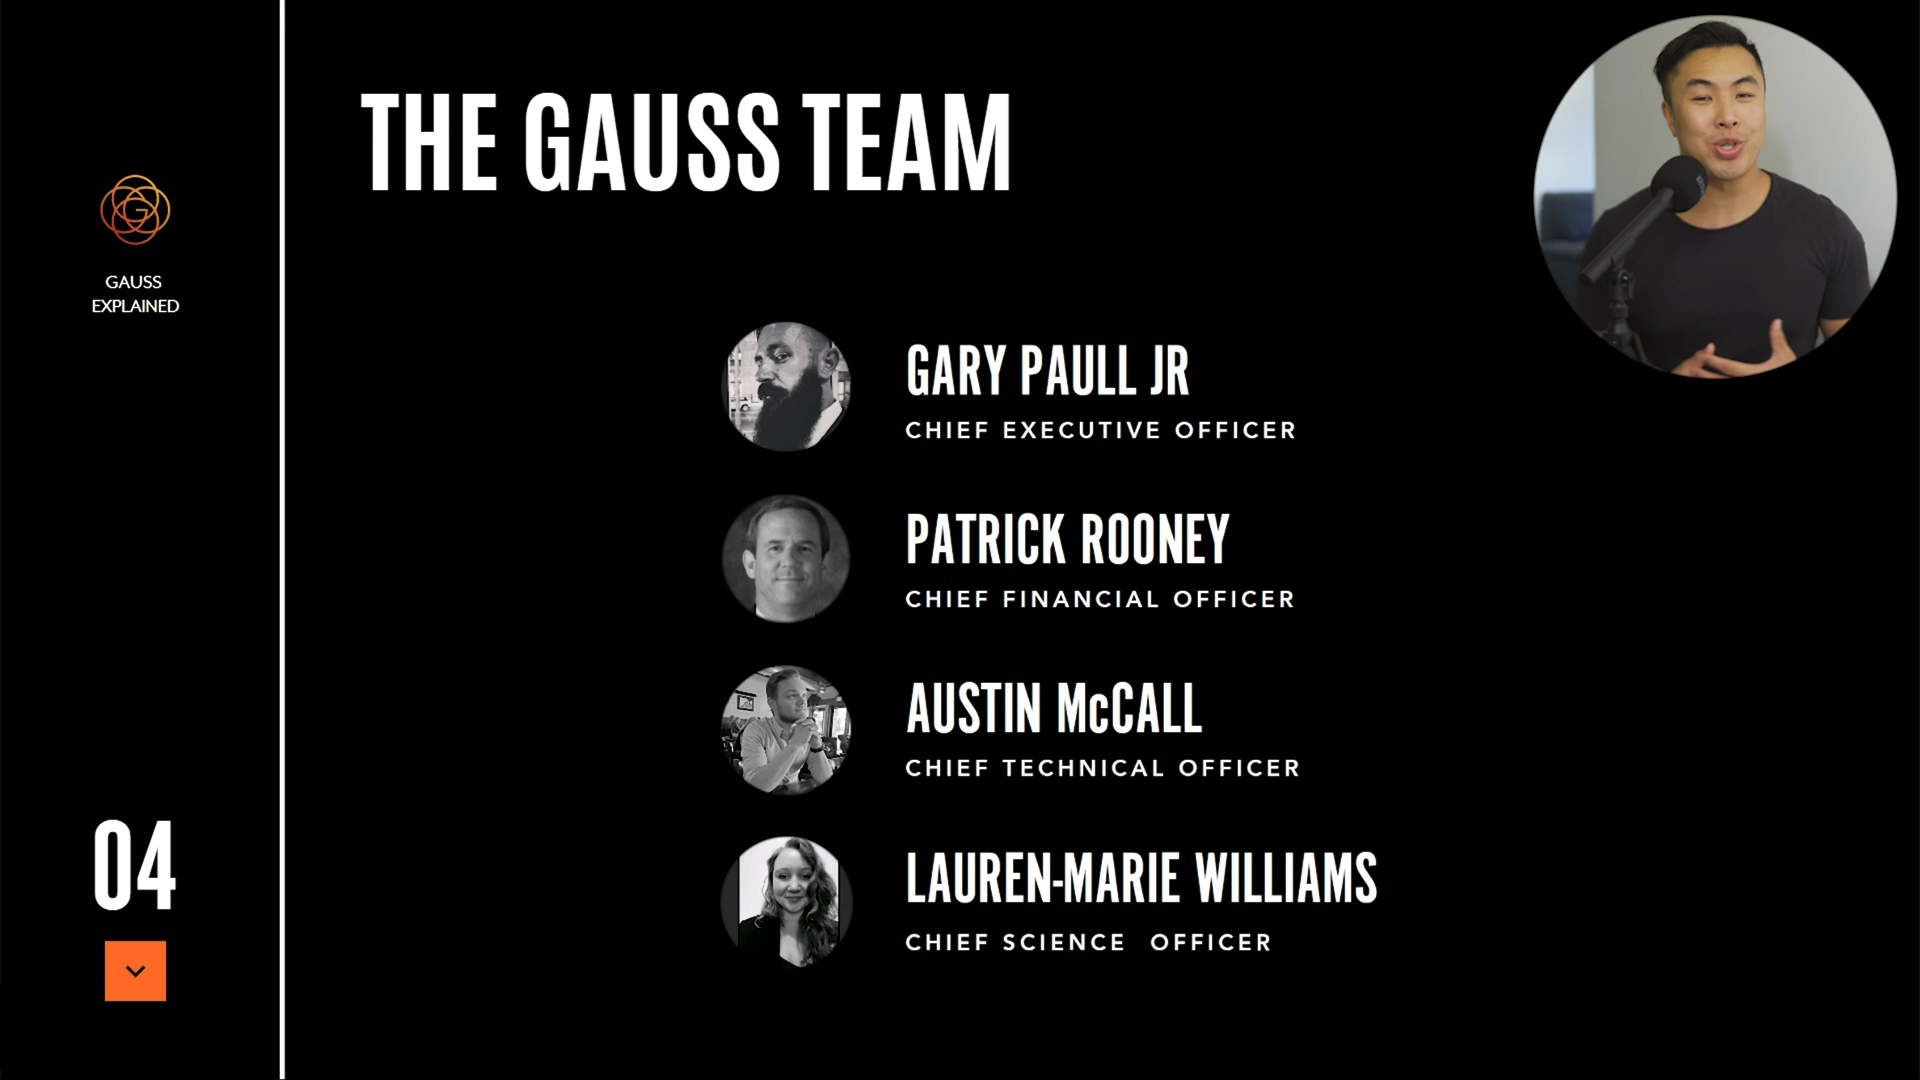 THE GAUSS TEAM
GAUSS
EXPLAINED
GARY PAULL JR
CHIEF EXECUTIVE OFFICER
PATRICK ROONEY
CHIEF FINANCIAL OFFICER
AUSTIN McCALL
CHIEF TECHNICAL OFFICER
LAUREN-MARIE WILLIAMS
CHIEF SCIENCE OFFICER
04